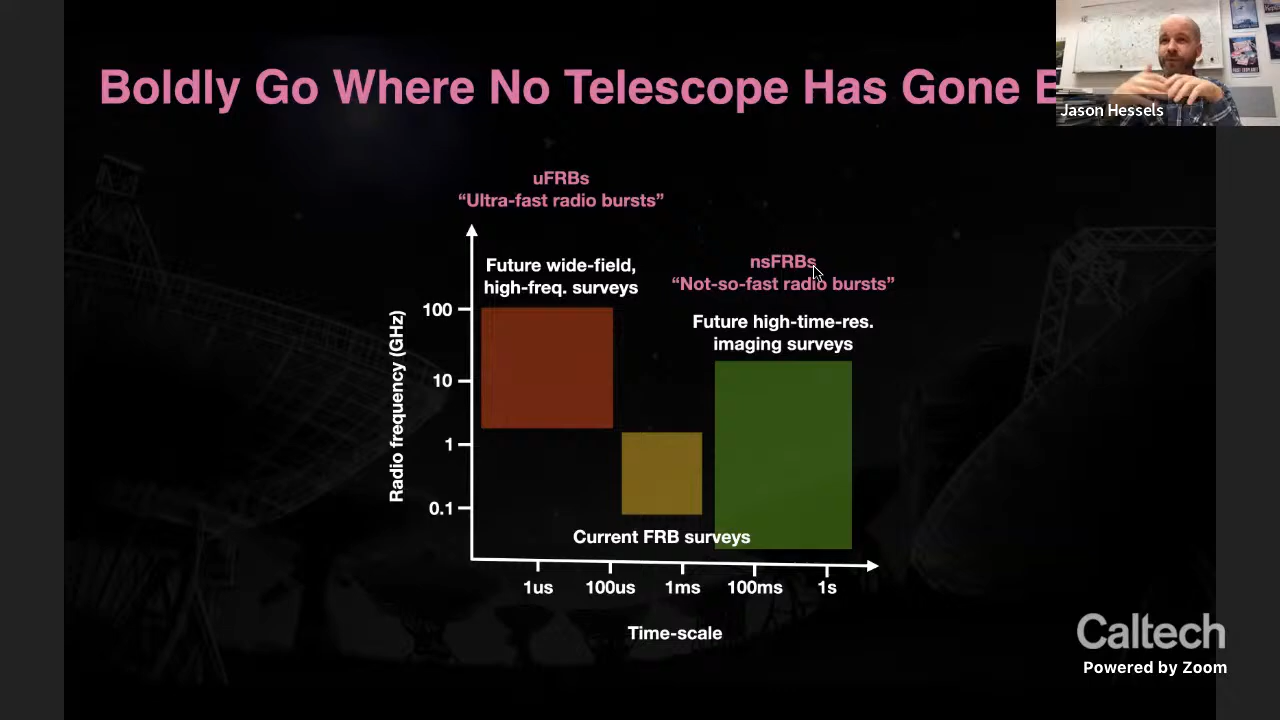 Boldly Go Where No Telescope Has Gone
Jason Hessels
uFRBs
“Ultra-fast radio bursts”
Future wide-field,
high-freq. surveys
nsFRBs
“Not-so-fast radio bursts”
Future high-time-res.
imaging surveys
Radio frequency (GHz)
100
10
1
0.1
Current FRB surveys
1us 100us 1ms 100ms 1s
Time-scale
Caltech
Powered by Zoom